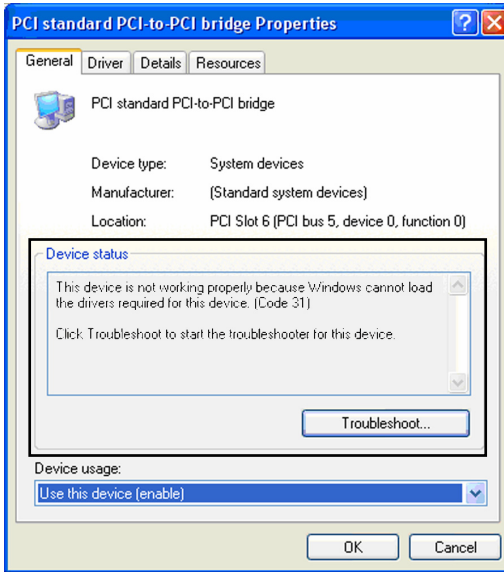 PCI standard PCI-to-PCI bridge Properties
General Driver Details Resources
PCI standard PCI-to-PCI bridge
Device type: System devices
Manufacturer: (Standard system devices)
Location: PCI Slot 6 (PCI bus 5, device 0, function 0)
Device status
This device is not working properly because Windows cannot load
the drivers required for this device. (Code 31)
Click Troubleshoot to start the troubleshooter for this device.
Troubleshoot...
Device usage:
Use this device (enable)
OK Cancel